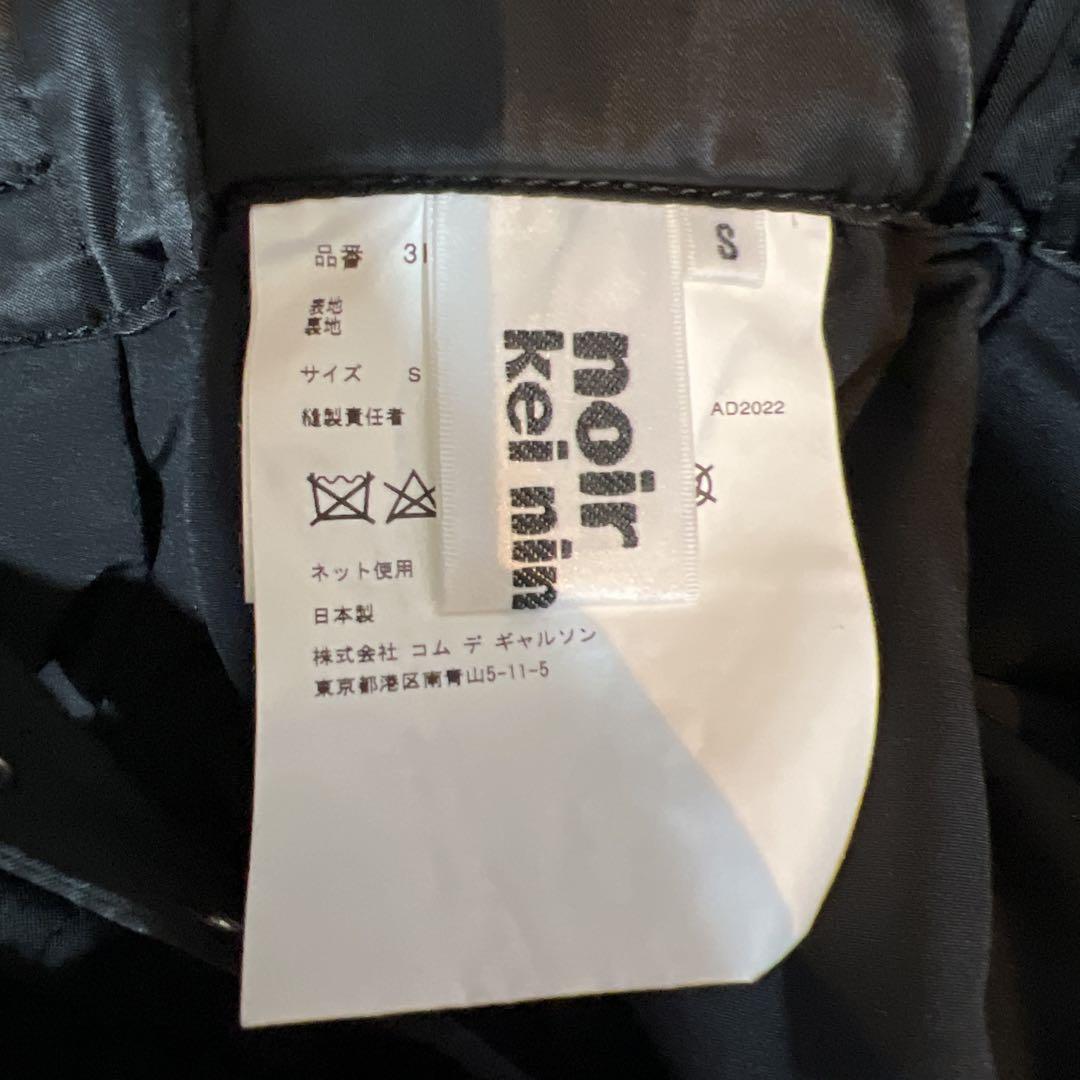 品番 3I
表地
裏地
サイズ S
縫製責任者
AD2022
ネット使用
日本製
株式会社 コム デ ギャルソン
東京都港区南青山5-11-5
S
noir
kei nin